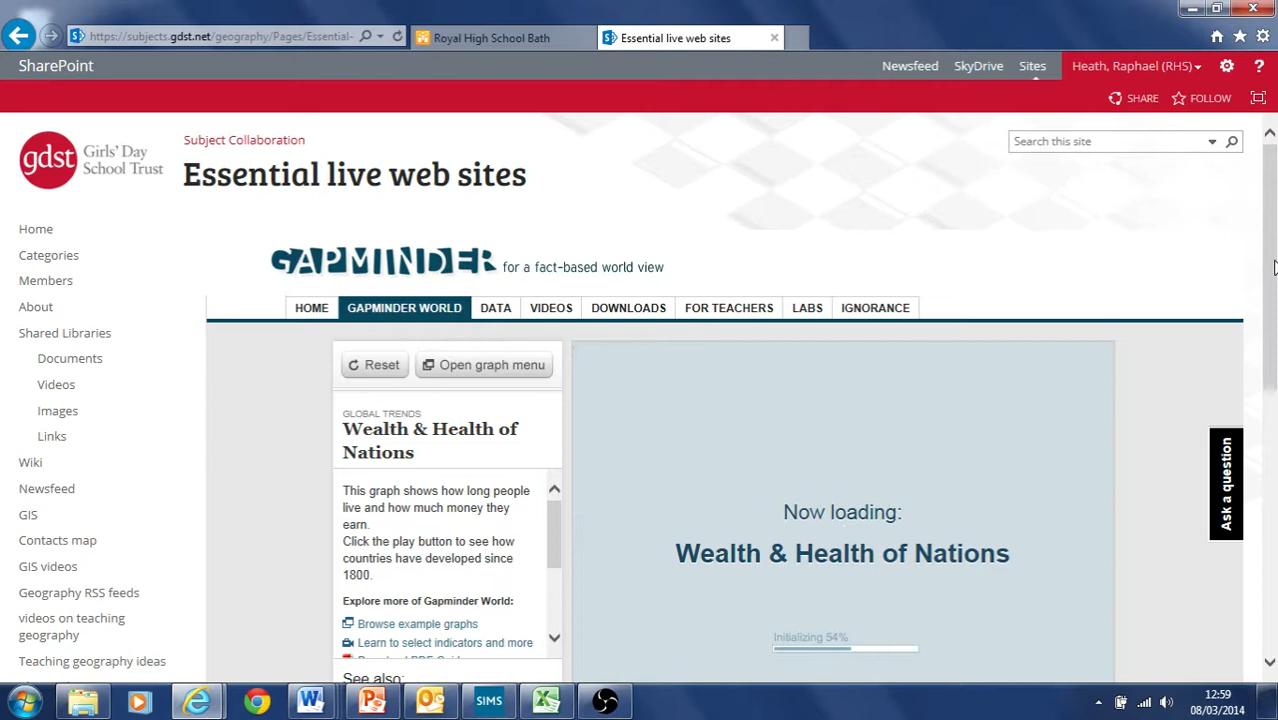 https://subjects.gdst.net/geography/Pages/Essential-
Royal High School Bath
Essential live web sites
SharePoint
Newsfeed
SkyDrive
Sites
Heath, Raphael (RHS)
?
SHARE
FOLLOW
gdst
Girls' Day
School Trust
Subject Collaboration
Essential live web sites
Search this site
Home
Categories
Members
About
Shared Libraries
Documents
Videos
Images
Links
Wiki
Newsfeed
GIS
Contacts map
GIS videos
Geography RSS feeds
videos on teaching
geography
Teaching geography ideas
GAPMINDER for a fact-based world view
HOME
GAPMINDER WORLD
DATA
VIDEOS
DOWNLOADS
FOR TEACHERS
LABS
IGNORANCE
Reset
Open graph menu
GLOBAL TRENDS
Wealth & Health of
Nations
This graph shows how long people
live and how much money they
earn.
Click the play button to see how
countries have developed since
1800.
Explore more of Gapminder World:
Browse example graphs
Learn to select indicators and more
See also:
Now loading:
Wealth & Health of Nations
Initializing 54%
Ask a question
SIMS
12:59
08/03/2014